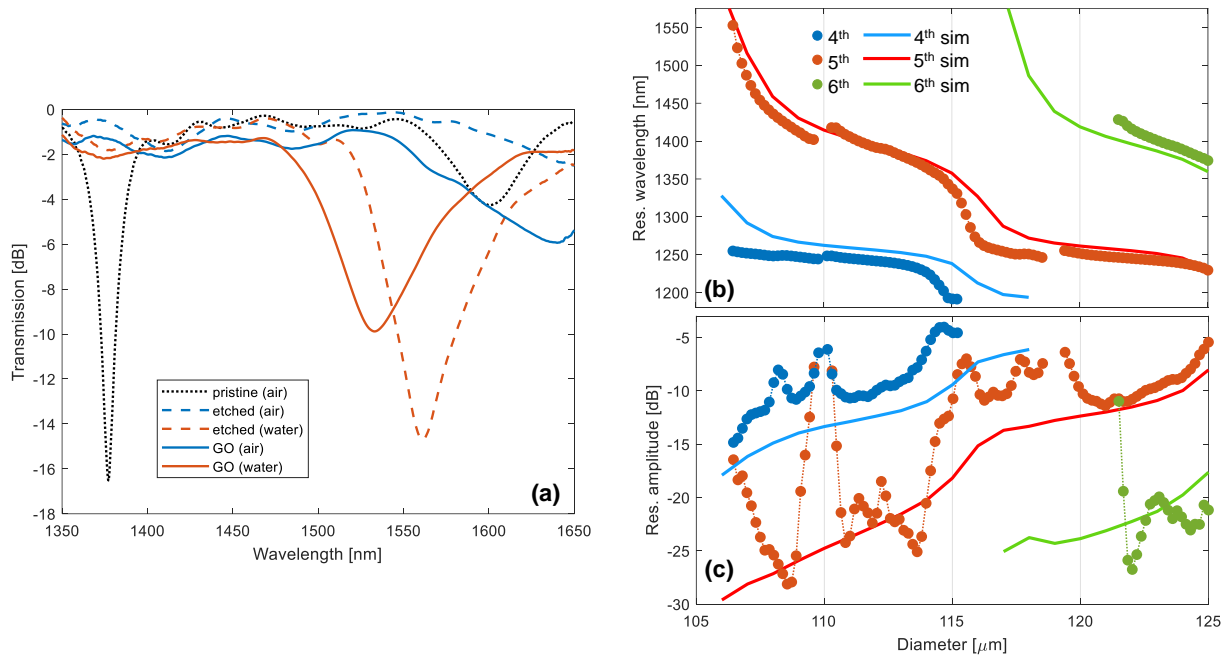 0
-2
-4
-6
-8
-10
-12
-14
-16
-18
1350
1400
1450
1500
1550
1600
1650
Transmission [dB]
Wavelength [nm]
pristine (air)
etched (air)
etched (water)
GO (air)
GO (water)
(a)
1550
1500
1450
1400
1350
1300
1250
1200
Res. wavelength [nm]
4th 4th sim
5th 5th sim
6th 6th sim
(b)
-5
-10
-15
-20
-25
-30
Res. amplitude [dB]
(c)
105
110
115
120
125
Diameter [μm]